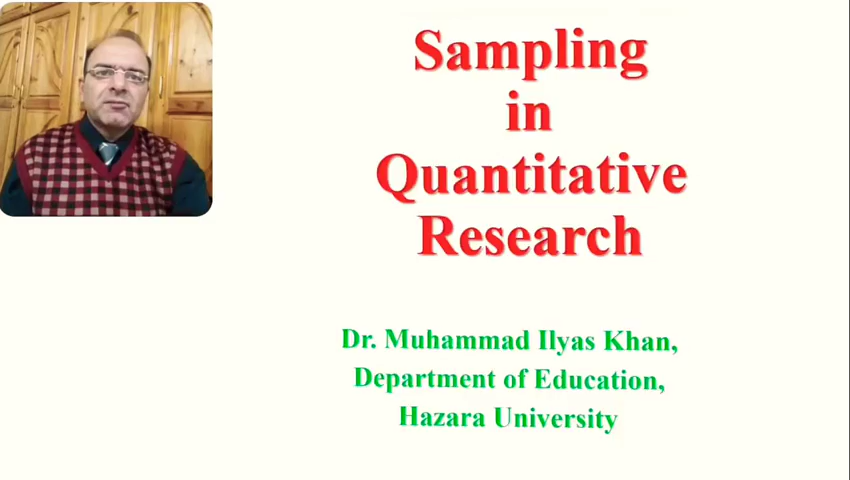 Sampling
in
Quantitative
Research
Dr. Muhammad Ilyas Khan,
Department of Education,
Hazara University